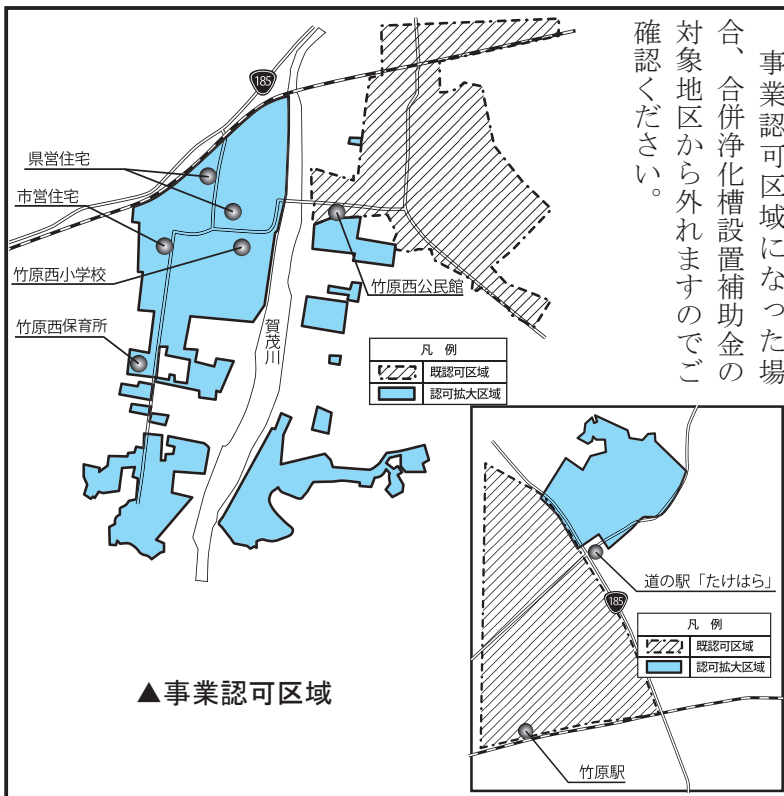 事業認可区域になった場
合、合併浄化槽設置補助金の
対象地区から外れますのでご
確認ください。
185
県営住宅
市営住宅
竹原西小学校
竹原西公民館
竹原西保育所
賀茂川
凡 例
既認可区域
認可拡大区域
道の駅「たけはら」
185
凡 例
既認可区域
認可拡大区域
竹原駅
▲事業認可区域